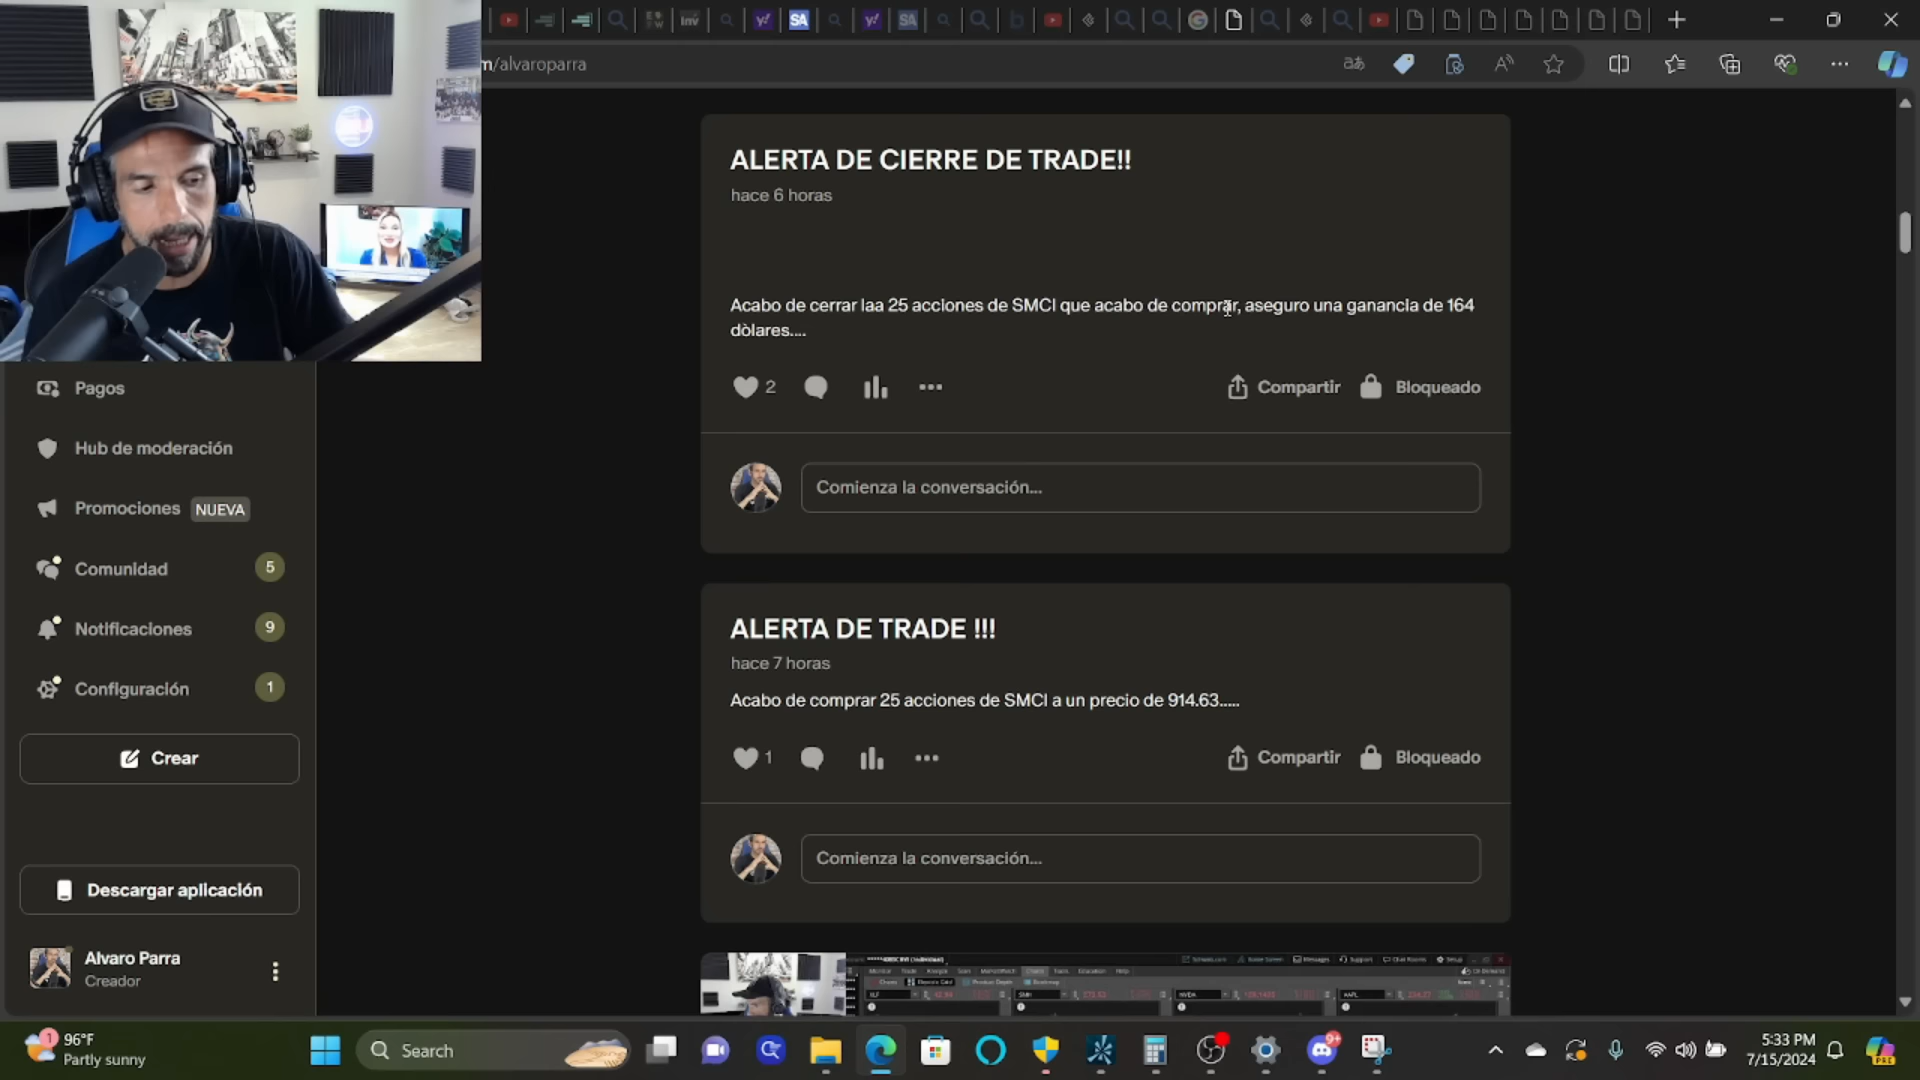 m/alvaroparra
ALERTA DE CIERRE DE TRADE!!
hace 6 horas
Acabo de cerrar laa 25 acciones de SMCI que acabo de comprar, aseguro una ganancia de 164
dòlares....
2
Compartir
Bloqueado
Comienza la conversación...
ALERTA DE TRADE !!!
hace 7 horas
Acabo de comprar 25 acciones de SMCI a un precio de 914.63.....
1
Compartir
Bloqueado
Comienza la conversación...
Pagos
Hub de moderación
Promociones NUEVA
Comunidad 5
Notificaciones 9
Configuración 1
Crear
Descargar aplicación
Alvaro Parra
Creador
96°F
Partly sunny
Search
5:33 PM
7/15/2024